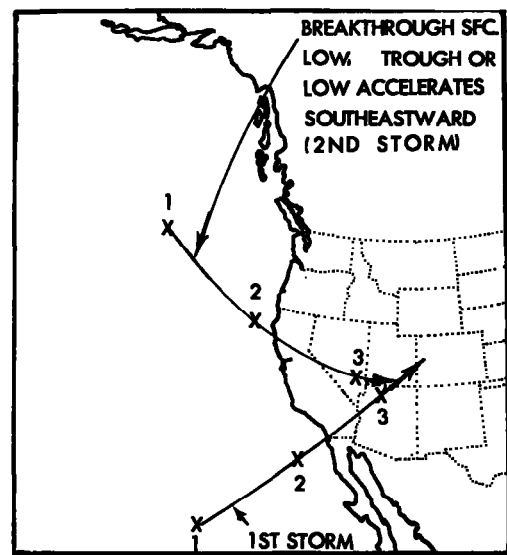 BREAKTHROUGH SFC.
LOW. TROUGH OR
LOW ACCELERATES
SOUTHEASTWARD
(2ND STORM)
1
2
3
3
2
1
1ST STORM